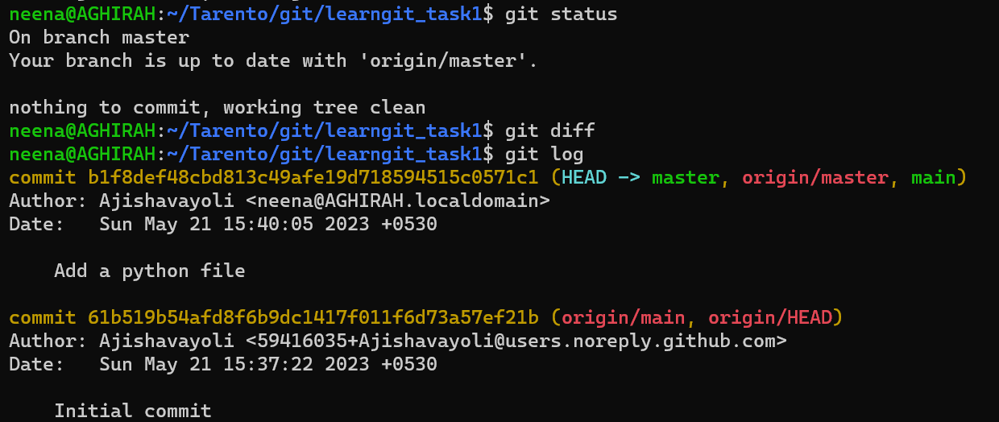 neena@AGHIRAH:~/Tarento/git/learngit_task1$ git status
On branch master
Your branch is up to date with 'origin/master'.
nothing to commit, working tree clean
neena@AGHIRAH:~/Tarento/git/learngit_task1$ git diff
neena@AGHIRAH:~/Tarento/git/learngit_task1$ git log
commit b1f8def48cbd813c49afe19d718594515c0571c1 (HEAD -> master, origin/master, main)
Author: Ajishavayoli <neena@AGHIRAH.localdomain>
Date:   Sun May 21 15:40:05 2023 +0530
    Add a python file
commit 61b519b54afd8f6b9dc1417f011f6d73a57ef21b (origin/main, origin/HEAD)
Author: Ajishavayoli <59416035+Ajishavayoli@users.noreply.github.com>
Date:   Sun May 21 15:37:22 2023 +0530
    Initial commit